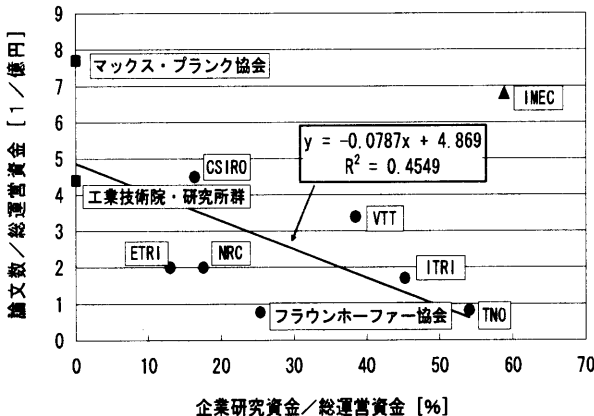 9
8
7
6
5
4
3
2
1
0
論文数／総運営資金 [1／億円]
マックス・プランク協会
IMEC
y = -0.0787x + 4.869
R² = 0.4549
CSIRO
工業技術院・研究所群
VTT
ETRI
NRC
ITRI
フラウンホーファー協会
TNO
0 10 20 30 40 50 60 70
企業研究資金／総運営資金 [%]